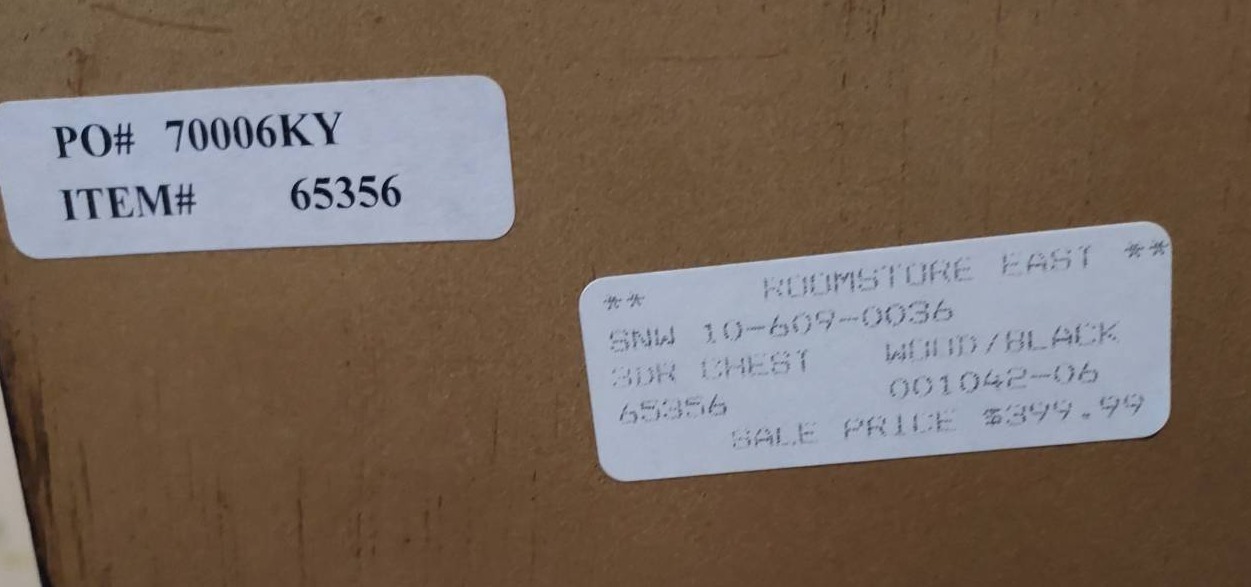 PO# 70006KY
ITEM# 65356
** ROOMSTORE EAST **
SNW 10-609-0036
3DR CHEST WOOD/BLACK
65356 001042-06
SALE PRICE $399.99